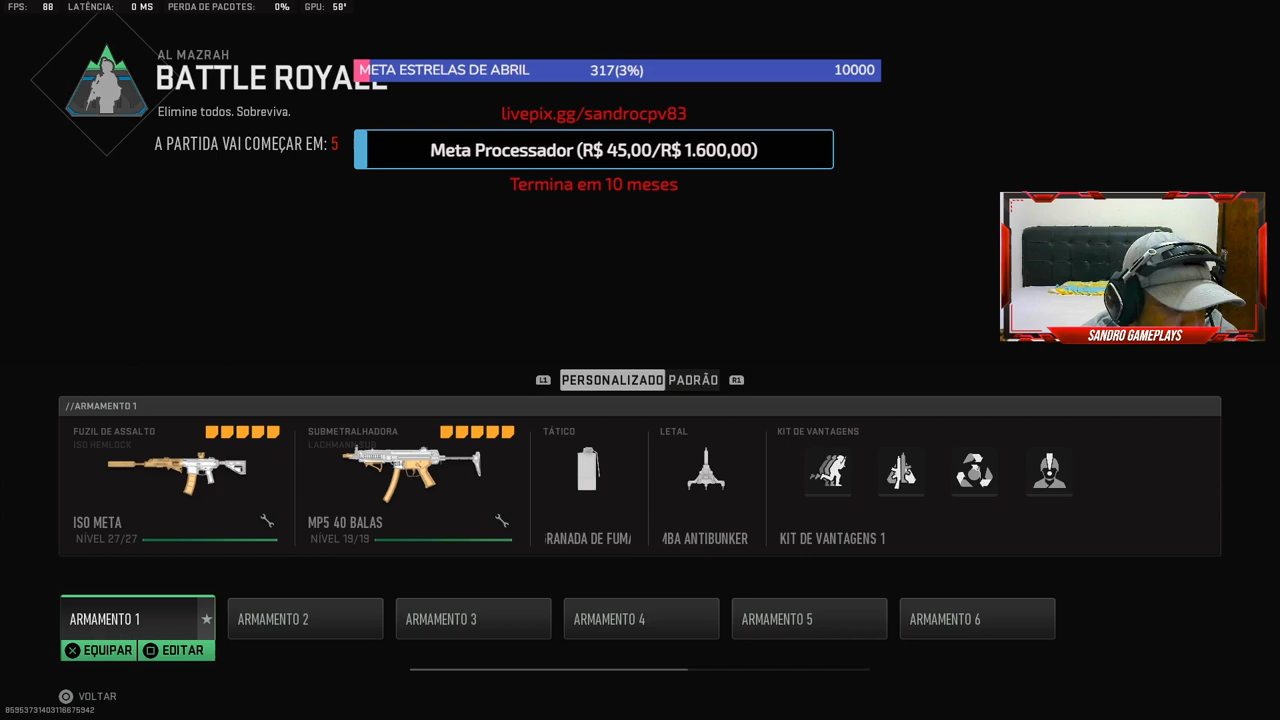 FPS: 88 LATÊNCIA: 0 MS PERDA DE PACOTES: 0% GPU: 58°
AL MAZRAH
BATTLE ROYALE
META ESTRELAS DE ABRIL 317(3%) 10000
Elimine todos. Sobreviva.
livepix.gg/sandrocpv83
A PARTIDA VAI COMEÇAR EM: 5
Meta Processador (R$ 45,00/R$ 1.600,00)
Termina em 10 meses
SANDRO GAMEPLAYS
L1 PERSONALIZADO PADRÃO R1
//ARMAMENTO 1
FUZIL DE ASSALTO SUBMETRALHADORA TÁTICO LETAL KIT DE VANTAGENS
ISO HEMLOCK LACHMANN SUB
ISO META MP5 40 BALAS
NÍVEL 27/27 NÍVEL 19/19 RANADA DE FUM MBA ANTIBUNKER KIT DE VANTAGENS 1
ARMAMENTO 1 ARMAMENTO 2 ARMAMENTO 3 ARMAMENTO 4 ARMAMENTO 5 ARMAMENTO 6
EQUIPAR EDITAR
VOLTAR
85953731403116675942